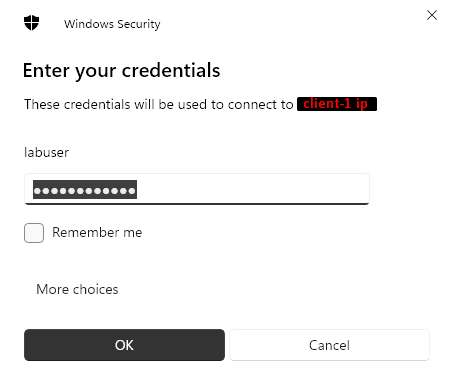 Windows Security
Enter your credentials
These credentials will be used to connect to client-1 ip
labuser
●●●●●●●●●●●●
Remember me
More choices
OK
Cancel